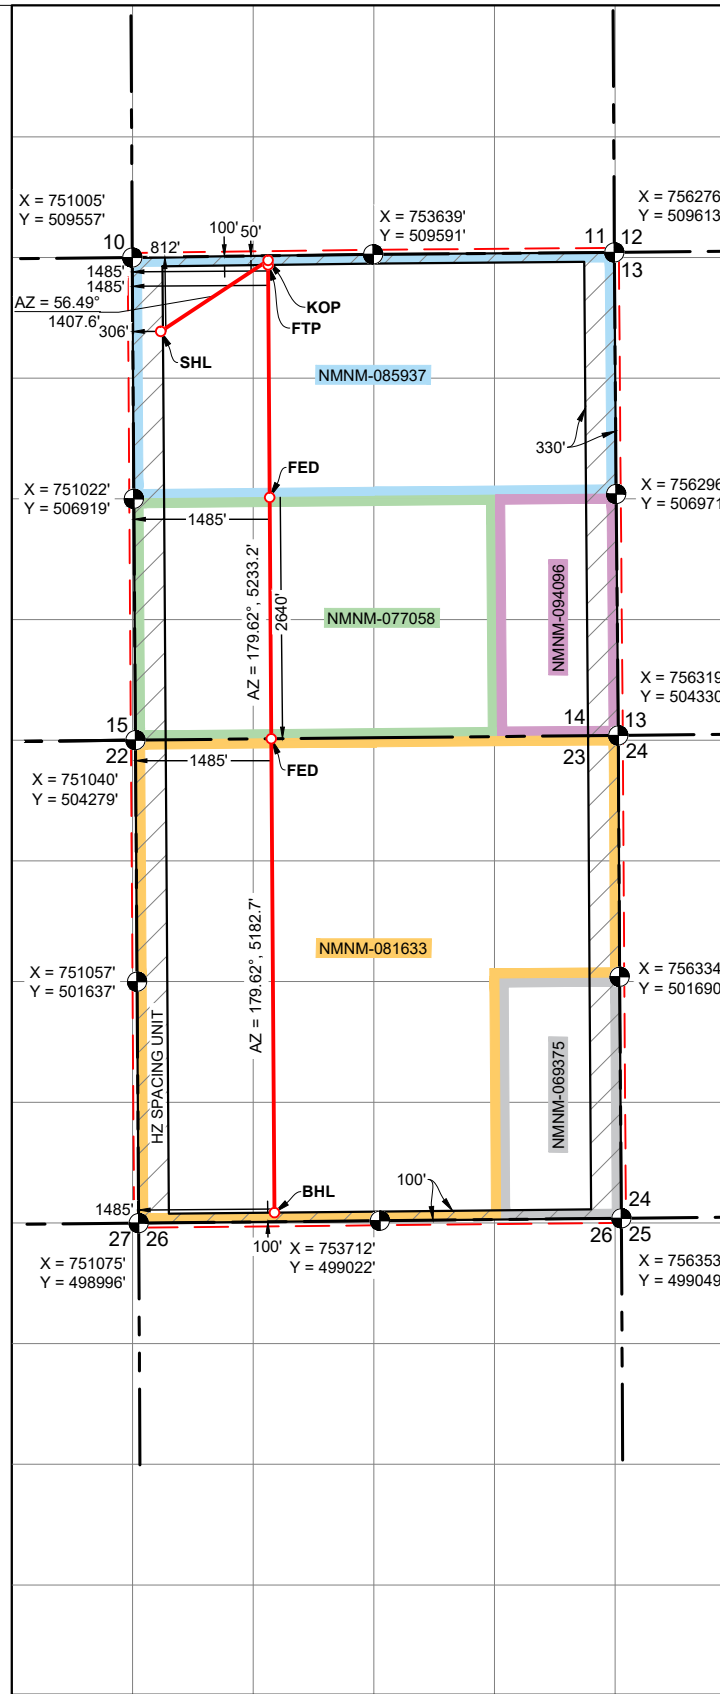 X = 751005'
Y = 509557'
X = 753639'
Y = 509591'
X = 756276
Y = 509613
10
11
12
13
812'
100'
50'
1485'
1485'
AZ = 56.49°
1407.6'
306'
KOP
FTP
SHL
NMNM-085937
330'
FED
X = 751022'
Y = 506919'
X = 756296
Y = 506971
1485'
AZ = 179.62°, 5233.2'
2640'
NMNM-077058
NMNM-094096
X = 756319
Y = 504330
15
14
13
22
23
24
1485'
FED
X = 751040'
Y = 504279'
NMNM-081633
AZ = 179.62°, 5182.7'
X = 751057'
Y = 501637'
X = 756334
Y = 501690
HZ SPACING UNIT
NMNM-069375
BHL
100'
1485'
24
27
26
100'
26
25
X = 753712'
Y = 499022'
X = 751075'
Y = 498996'
X = 756353
Y = 499049